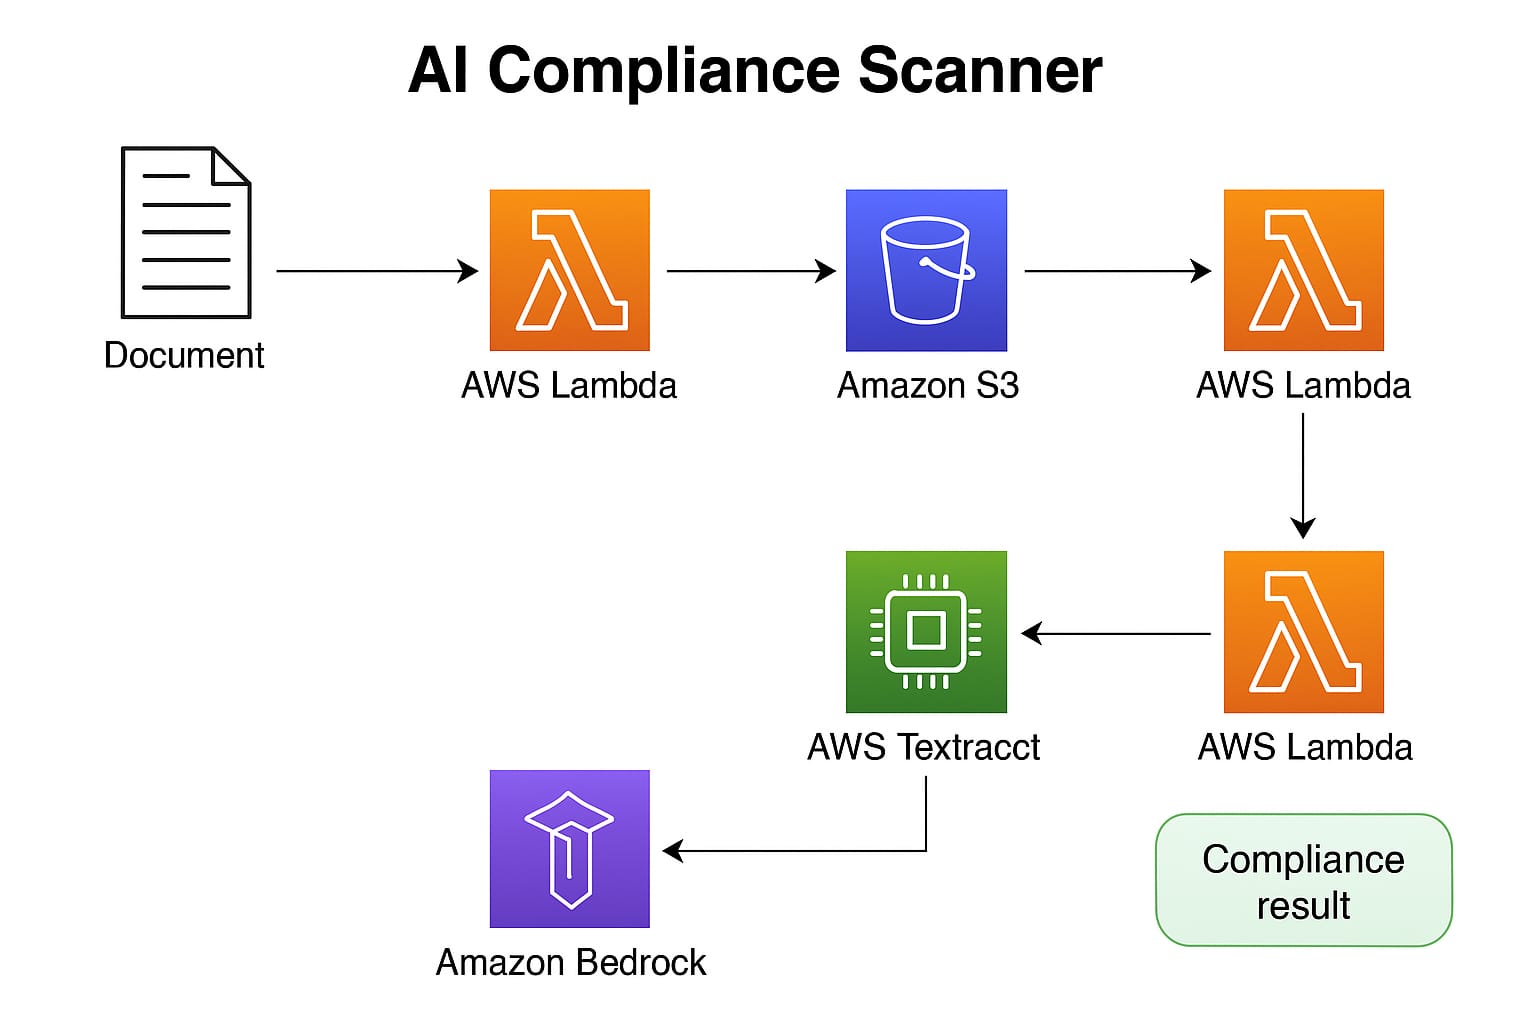 AI Compliance Scanner
Document
AWS Lambda
Amazon S3
AWS Lambda
AWS Textracct
AWS Lambda
Compliance
result
Amazon Bedrock